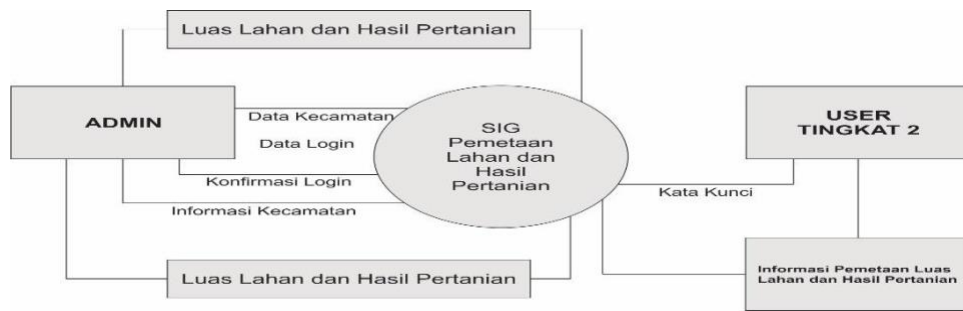 Luas Lahan dan Hasil Pertanian
ADMIN
Data Kecamatan
Data Login
Konfirmasi Login
Informasi Kecamatan
SIG
Pemetaan
Lahan dan
Hasil
Pertanian
USER
TINGKAT 2
Kata Kunci
Luas Lahan dan Hasil Pertanian
Informasi Pemetaan Luas
Lahan dan Hasil Pertanian